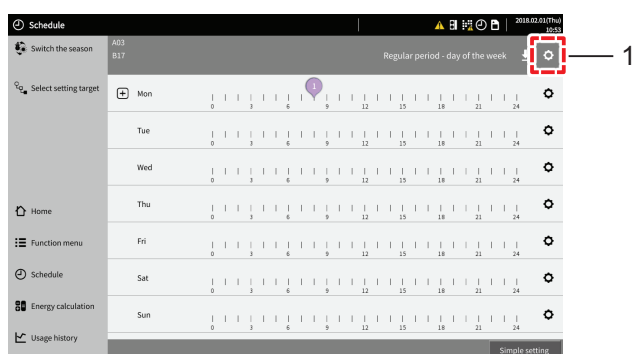 Schedule
2018.02.01(Thu)
10:53
Switch the season
A03
B17
Regular period - day of the week
1
Select setting target
Mon
1
0 3 6 9 12 15 18 21 24
Tue
0 3 6 9 12 15 18 21 24
Wed
0 3 6 9 12 15 18 21 24
Home
Thu
0 3 6 9 12 15 18 21 24
Function menu
Fri
0 3 6 9 12 15 18 21 24
Schedule
Sat
0 3 6 9 12 15 18 21 24
Energy calculation
Sun
0 3 6 9 12 15 18 21 24
Usage history
Simple setting